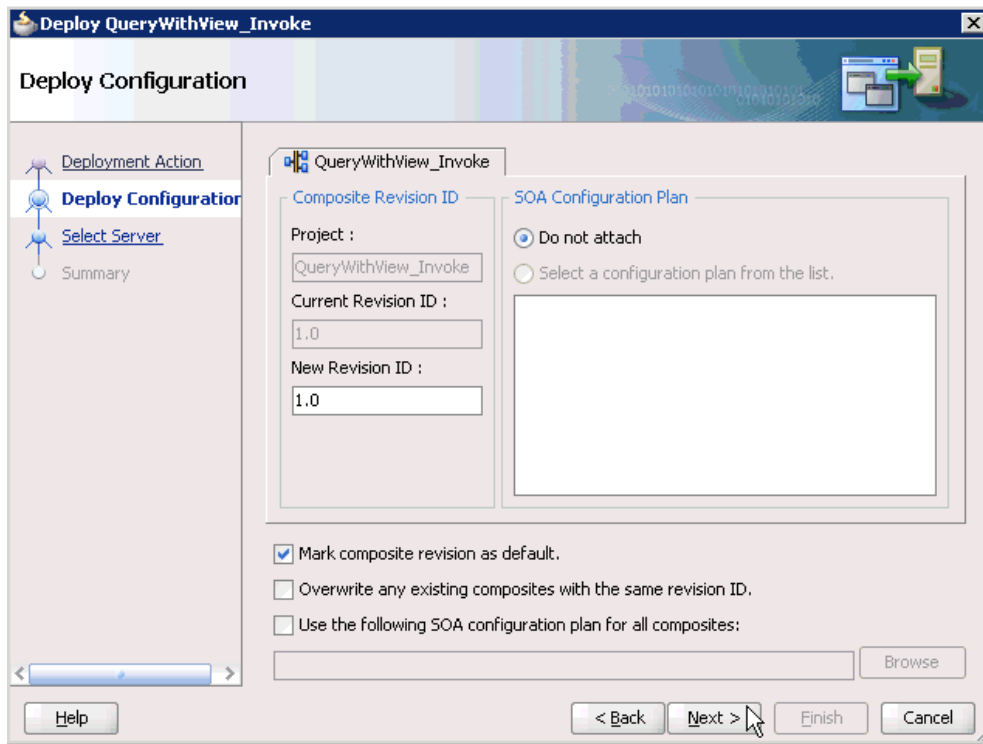 Deploy QueryWithView_Invoke
Deploy Configuration
Deployment Action
Deploy Configuration
Select Server
Summary
QueryWithView_Invoke
Composite Revision ID
Project :
QueryWithView_Invoke
Current Revision ID :
1.0
New Revision ID :
1.0
SOA Configuration Plan
Do not attach
Select a configuration plan from the list.
Mark composite revision as default.
Overwrite any existing composites with the same revision ID.
Use the following SOA configuration plan for all composites:
Browse
Help
< Back
Next >
Finish
Cancel